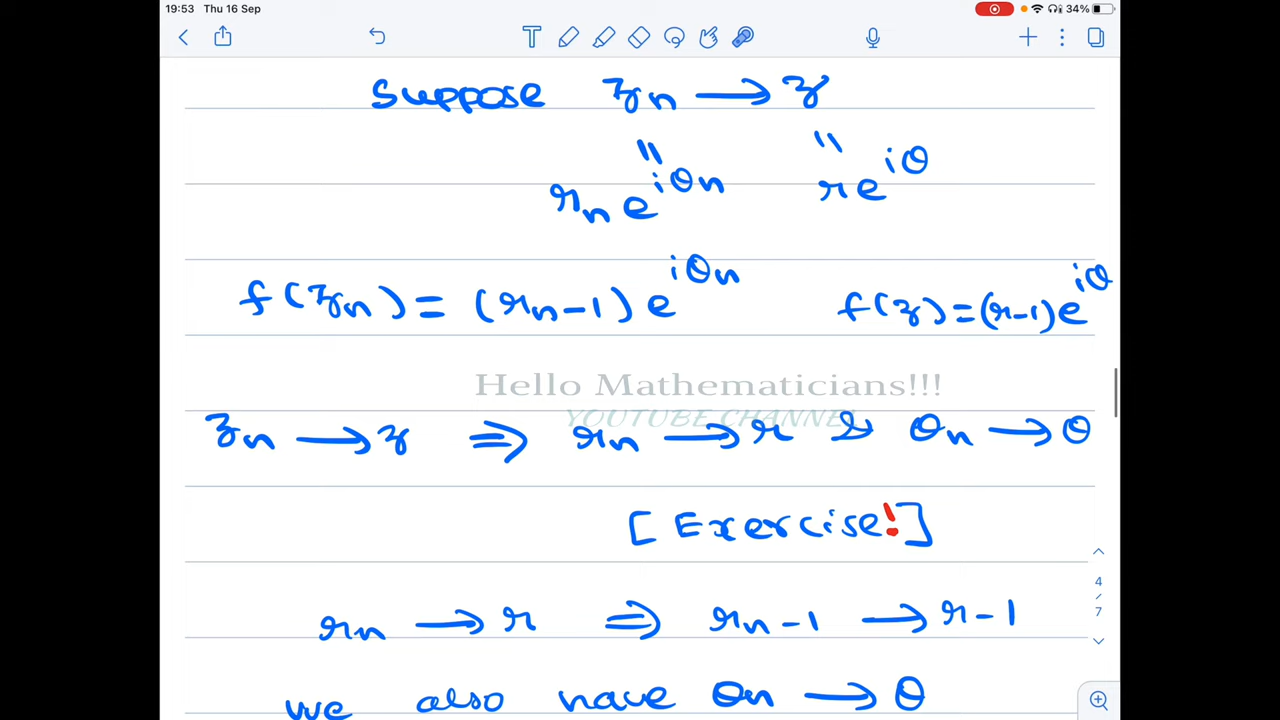 19:53 Thu 16 Sep 34%
Suppose zn → z
" "
rn e^iθn r e^iθ
f(zn) = (rn-1) e^iθn f(z) = (r-1) e^iθ
Hello Mathematicians!!!
YOUTUBE CHANNEL
zn → z ⇒ rn → r & θn → θ
[Exercise!]
4
/
7
rn → r ⇒ rn-1 → r-1
we also have θn → θ